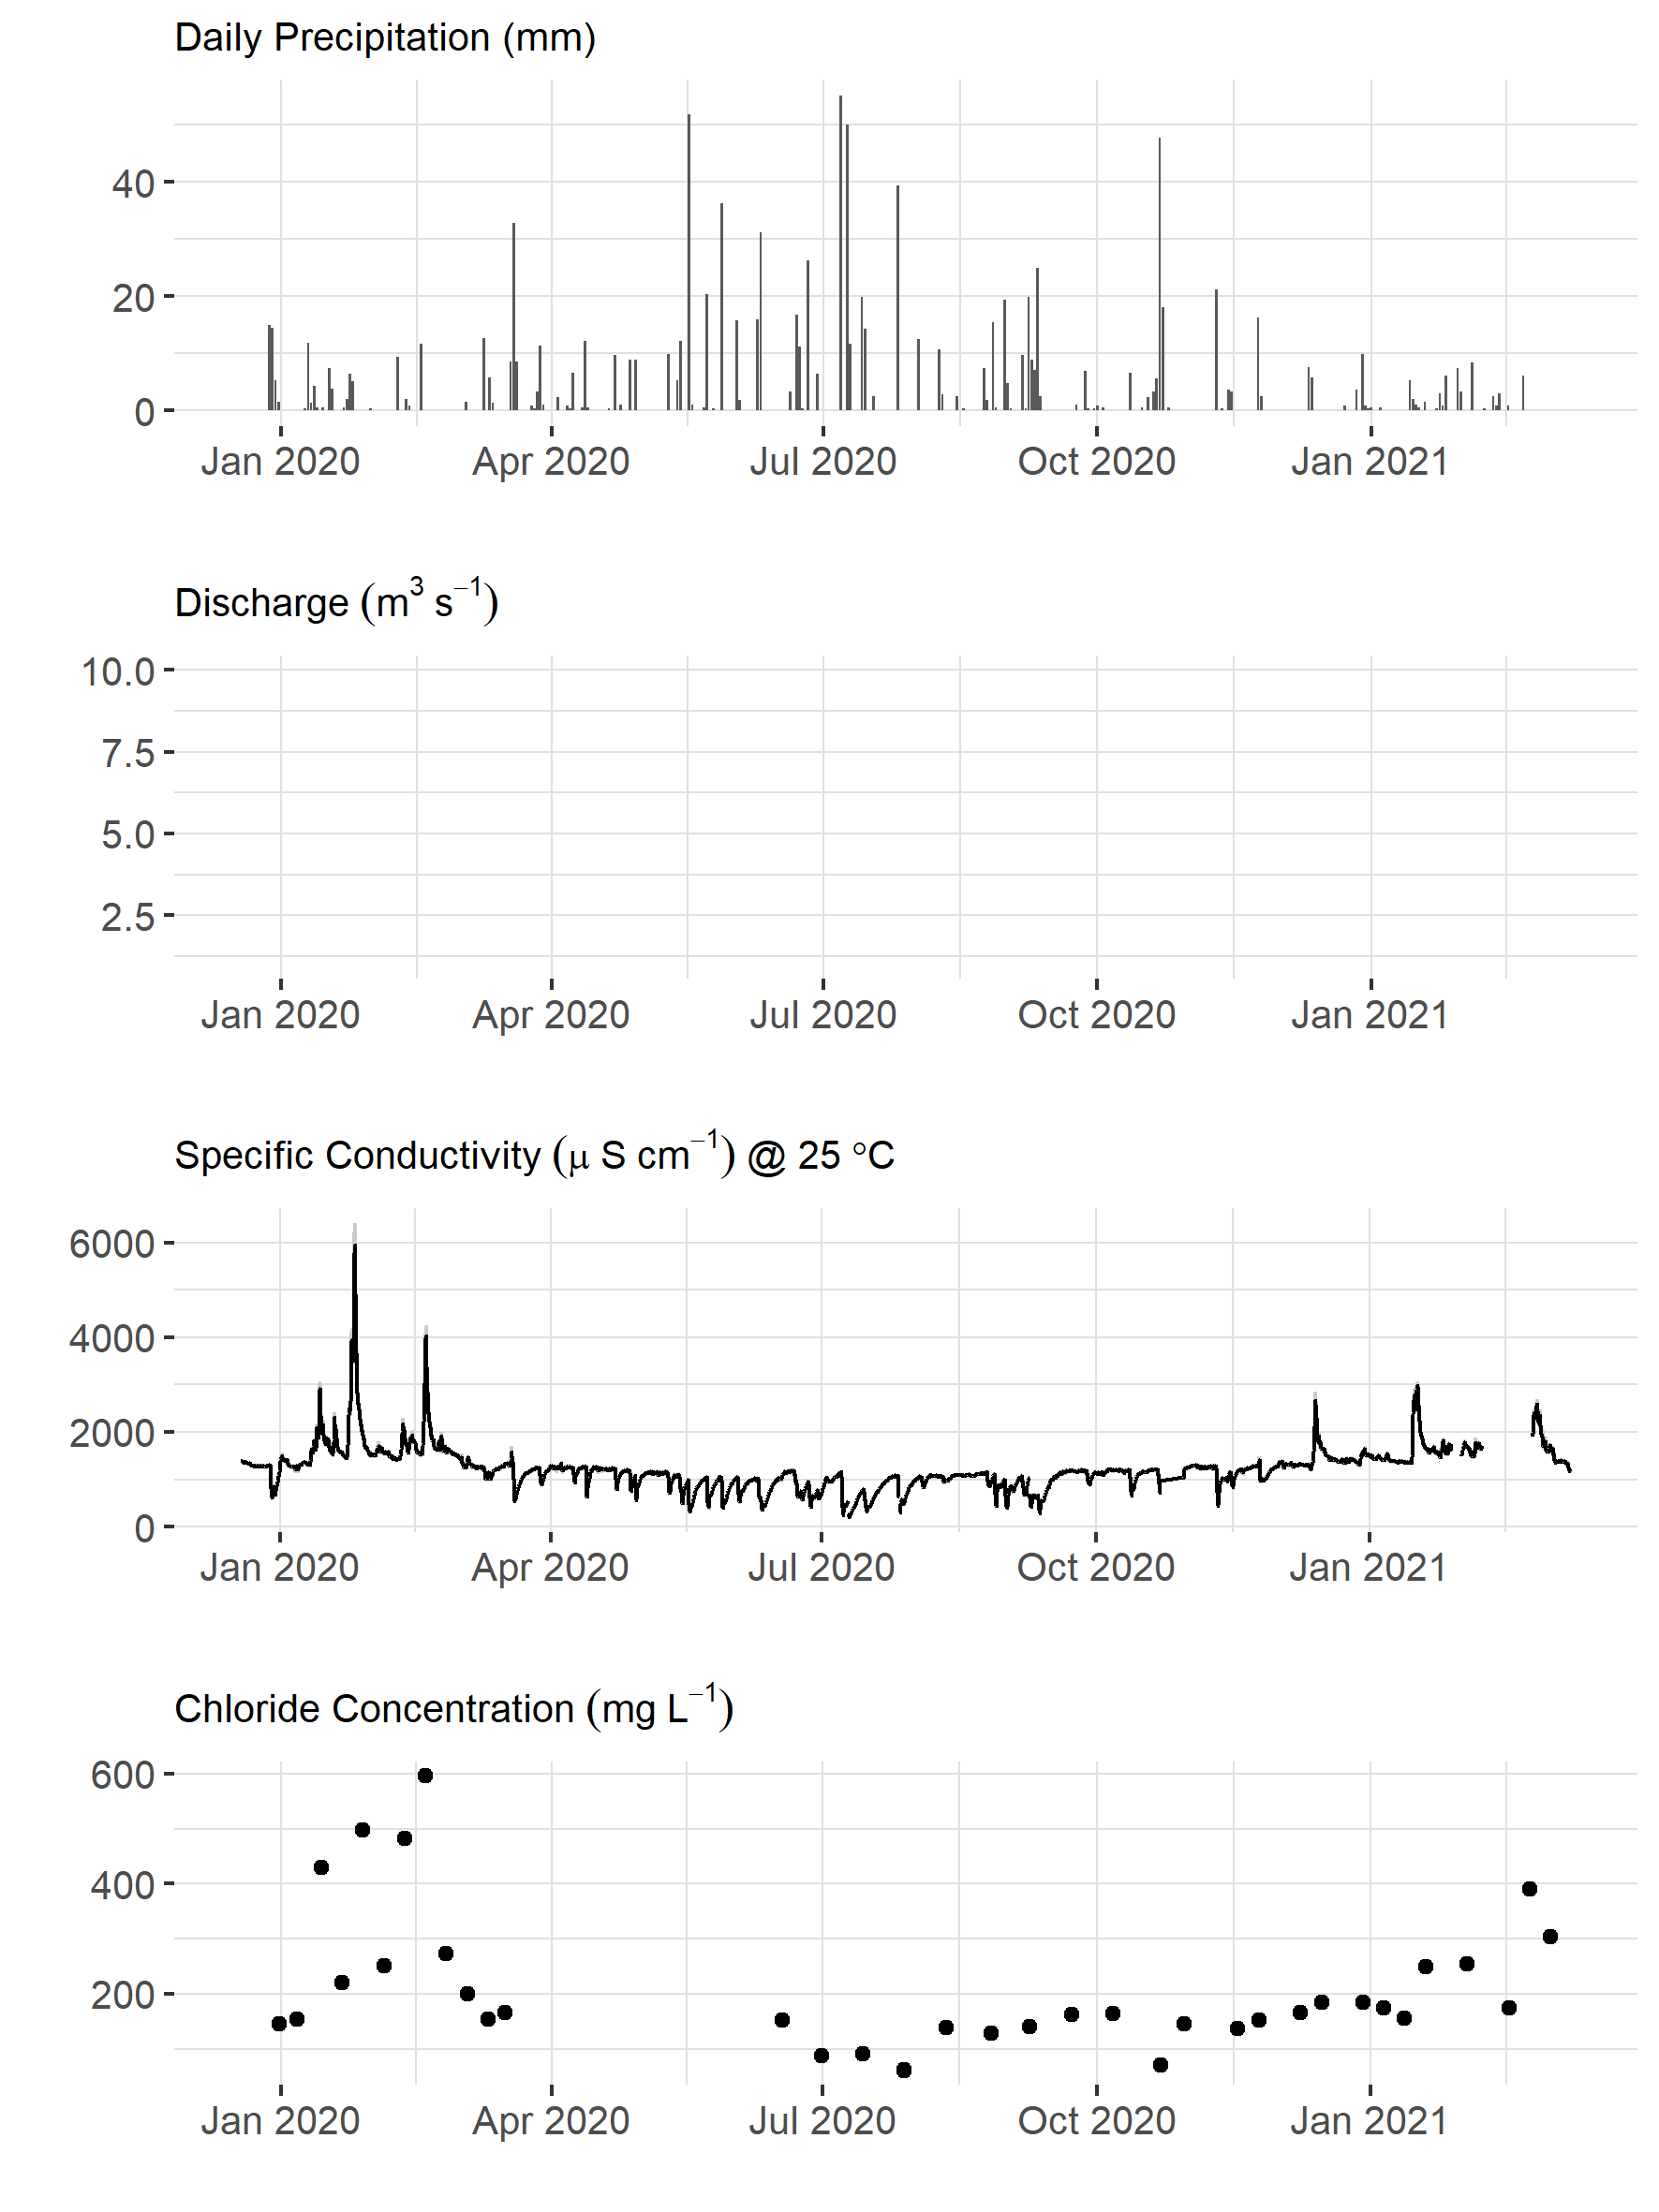 Daily Precipitation (mm)
40
20
0
Jan 2020 Apr 2020 Jul 2020 Oct 2020 Jan 2021
Discharge (m³ s⁻¹)
10.0
7.5
5.0
2.5
Jan 2020 Apr 2020 Jul 2020 Oct 2020 Jan 2021
Specific Conductivity (μ S cm⁻¹) @ 25 °C
6000
4000
2000
0
Jan 2020 Apr 2020 Jul 2020 Oct 2020 Jan 2021
Chloride Concentration (mg L⁻¹)
600
400
200
Jan 2020 Apr 2020 Jul 2020 Oct 2020 Jan 2021